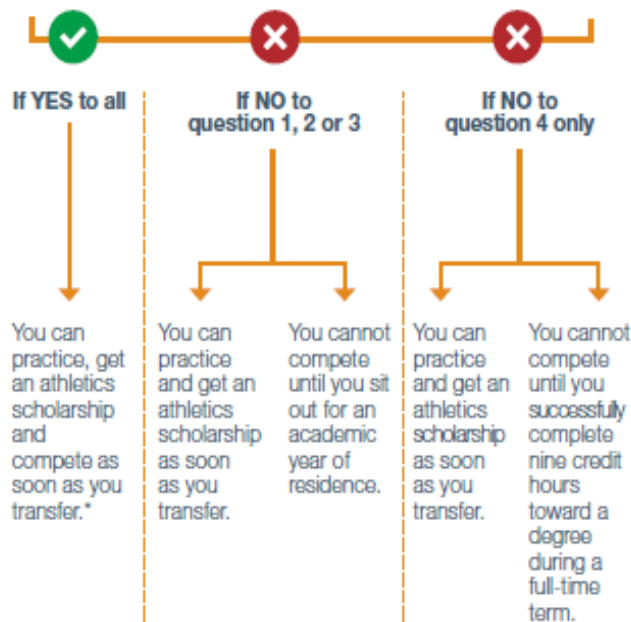 If YES to all
If NO to
question 1, 2 or 3
If NO to
question 4 only
You can
practice, get
an athletics
scholarship
and
compete as
soon as you
transfer.*
You can
practice
and get an
athletics
scholarship
as soon
as you
transfer.
You cannot
compete
until you sit
out for an
academic
year of
residence.
You can
practice
and get an
athletics
scholarship
as soon
as you
transfer.
You cannot
compete
until you
successfully
complete
nine credit
hours
toward a
degree
during a
full-time
term.